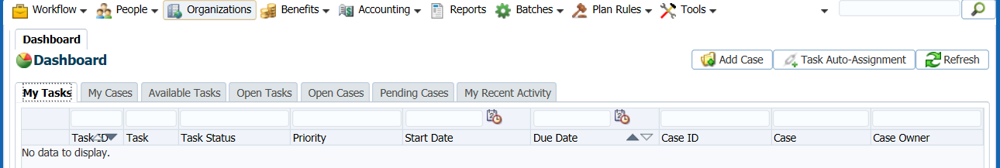 Workflow People Organizations Benefits Accounting Reports Batches Plan Rules Tools
Dashboard
Dashboard Add Case Task Auto-Assignment Refresh
My Tasks My Cases Available Tasks Open Tasks Open Cases Pending Cases My Recent Activity
Task ID Task Task Status Priority Start Date Due Date Case ID Case Case Owner
No data to display.